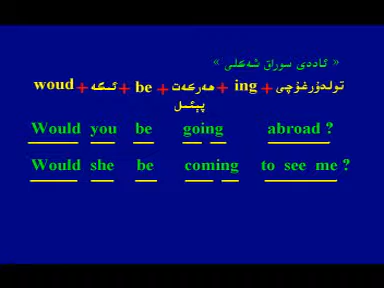 « ئاددىي سوراق شەكلى »
woud + ئىگە + be + ھەرىكەت + ing + تولدۇرغۇچى
پېئىل
Would you be going abroad ?
Would she be coming to see me ?